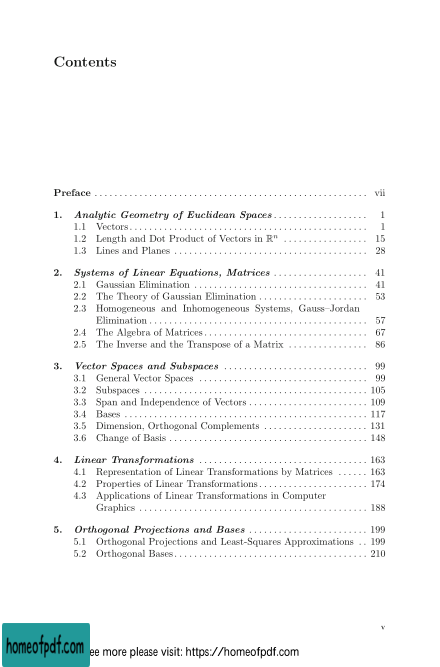 Contents
Preface . . . . . . . . . . . . . . . . . . . . . . . . . . . . . . . . . . . . . . . . . . . . . . . . . . . . . . . vii
1. Analytic Geometry of Euclidean Spaces . . . . . . . . . . . . . . . . . . . 1
1.1 Vectors . . . . . . . . . . . . . . . . . . . . . . . . . . . . . . . . . . . . . . . . . . . . . . . . 1
1.2 Length and Dot Product of Vectors in ℝⁿ . . . . . . . . . . . . . . . . . 15
1.3 Lines and Planes . . . . . . . . . . . . . . . . . . . . . . . . . . . . . . . . . . . . . . . 28
2. Systems of Linear Equations, Matrices . . . . . . . . . . . . . . . . . . . 41
2.1 Gaussian Elimination . . . . . . . . . . . . . . . . . . . . . . . . . . . . . . . . . . . 41
2.2 The Theory of Gaussian Elimination . . . . . . . . . . . . . . . . . . . . . . 53
2.3 Homogeneous and Inhomogeneous Systems, Gauss–Jordan
Elimination . . . . . . . . . . . . . . . . . . . . . . . . . . . . . . . . . . . . . . . . . . . . 57
2.4 The Algebra of Matrices . . . . . . . . . . . . . . . . . . . . . . . . . . . . . . . . . 67
2.5 The Inverse and the Transpose of a Matrix . . . . . . . . . . . . . . . . 86
3. Vector Spaces and Subspaces . . . . . . . . . . . . . . . . . . . . . . . . . . . . . 99
3.1 General Vector Spaces . . . . . . . . . . . . . . . . . . . . . . . . . . . . . . . . . . 99
3.2 Subspaces . . . . . . . . . . . . . . . . . . . . . . . . . . . . . . . . . . . . . . . . . . . . . 105
3.3 Span and Independence of Vectors . . . . . . . . . . . . . . . . . . . . . . . . 109
3.4 Bases . . . . . . . . . . . . . . . . . . . . . . . . . . . . . . . . . . . . . . . . . . . . . . . . . 117
3.5 Dimension, Orthogonal Complements . . . . . . . . . . . . . . . . . . . . . 131
3.6 Change of Basis . . . . . . . . . . . . . . . . . . . . . . . . . . . . . . . . . . . . . . . . 148
4. Linear Transformations . . . . . . . . . . . . . . . . . . . . . . . . . . . . . . . . . . 163
4.1 Representation of Linear Transformations by Matrices . . . . . . 163
4.2 Properties of Linear Transformations . . . . . . . . . . . . . . . . . . . . . . 174
4.3 Applications of Linear Transformations in Computer
Graphics . . . . . . . . . . . . . . . . . . . . . . . . . . . . . . . . . . . . . . . . . . . . . . 188
5. Orthogonal Projections and Bases . . . . . . . . . . . . . . . . . . . . . . . . 199
5.1 Orthogonal Projections and Least-Squares Approximations . . 199
5.2 Orthogonal Bases . . . . . . . . . . . . . . . . . . . . . . . . . . . . . . . . . . . . . . . 210
v
homeofpdf.com
ee more please visit: https://homeofpdf.com